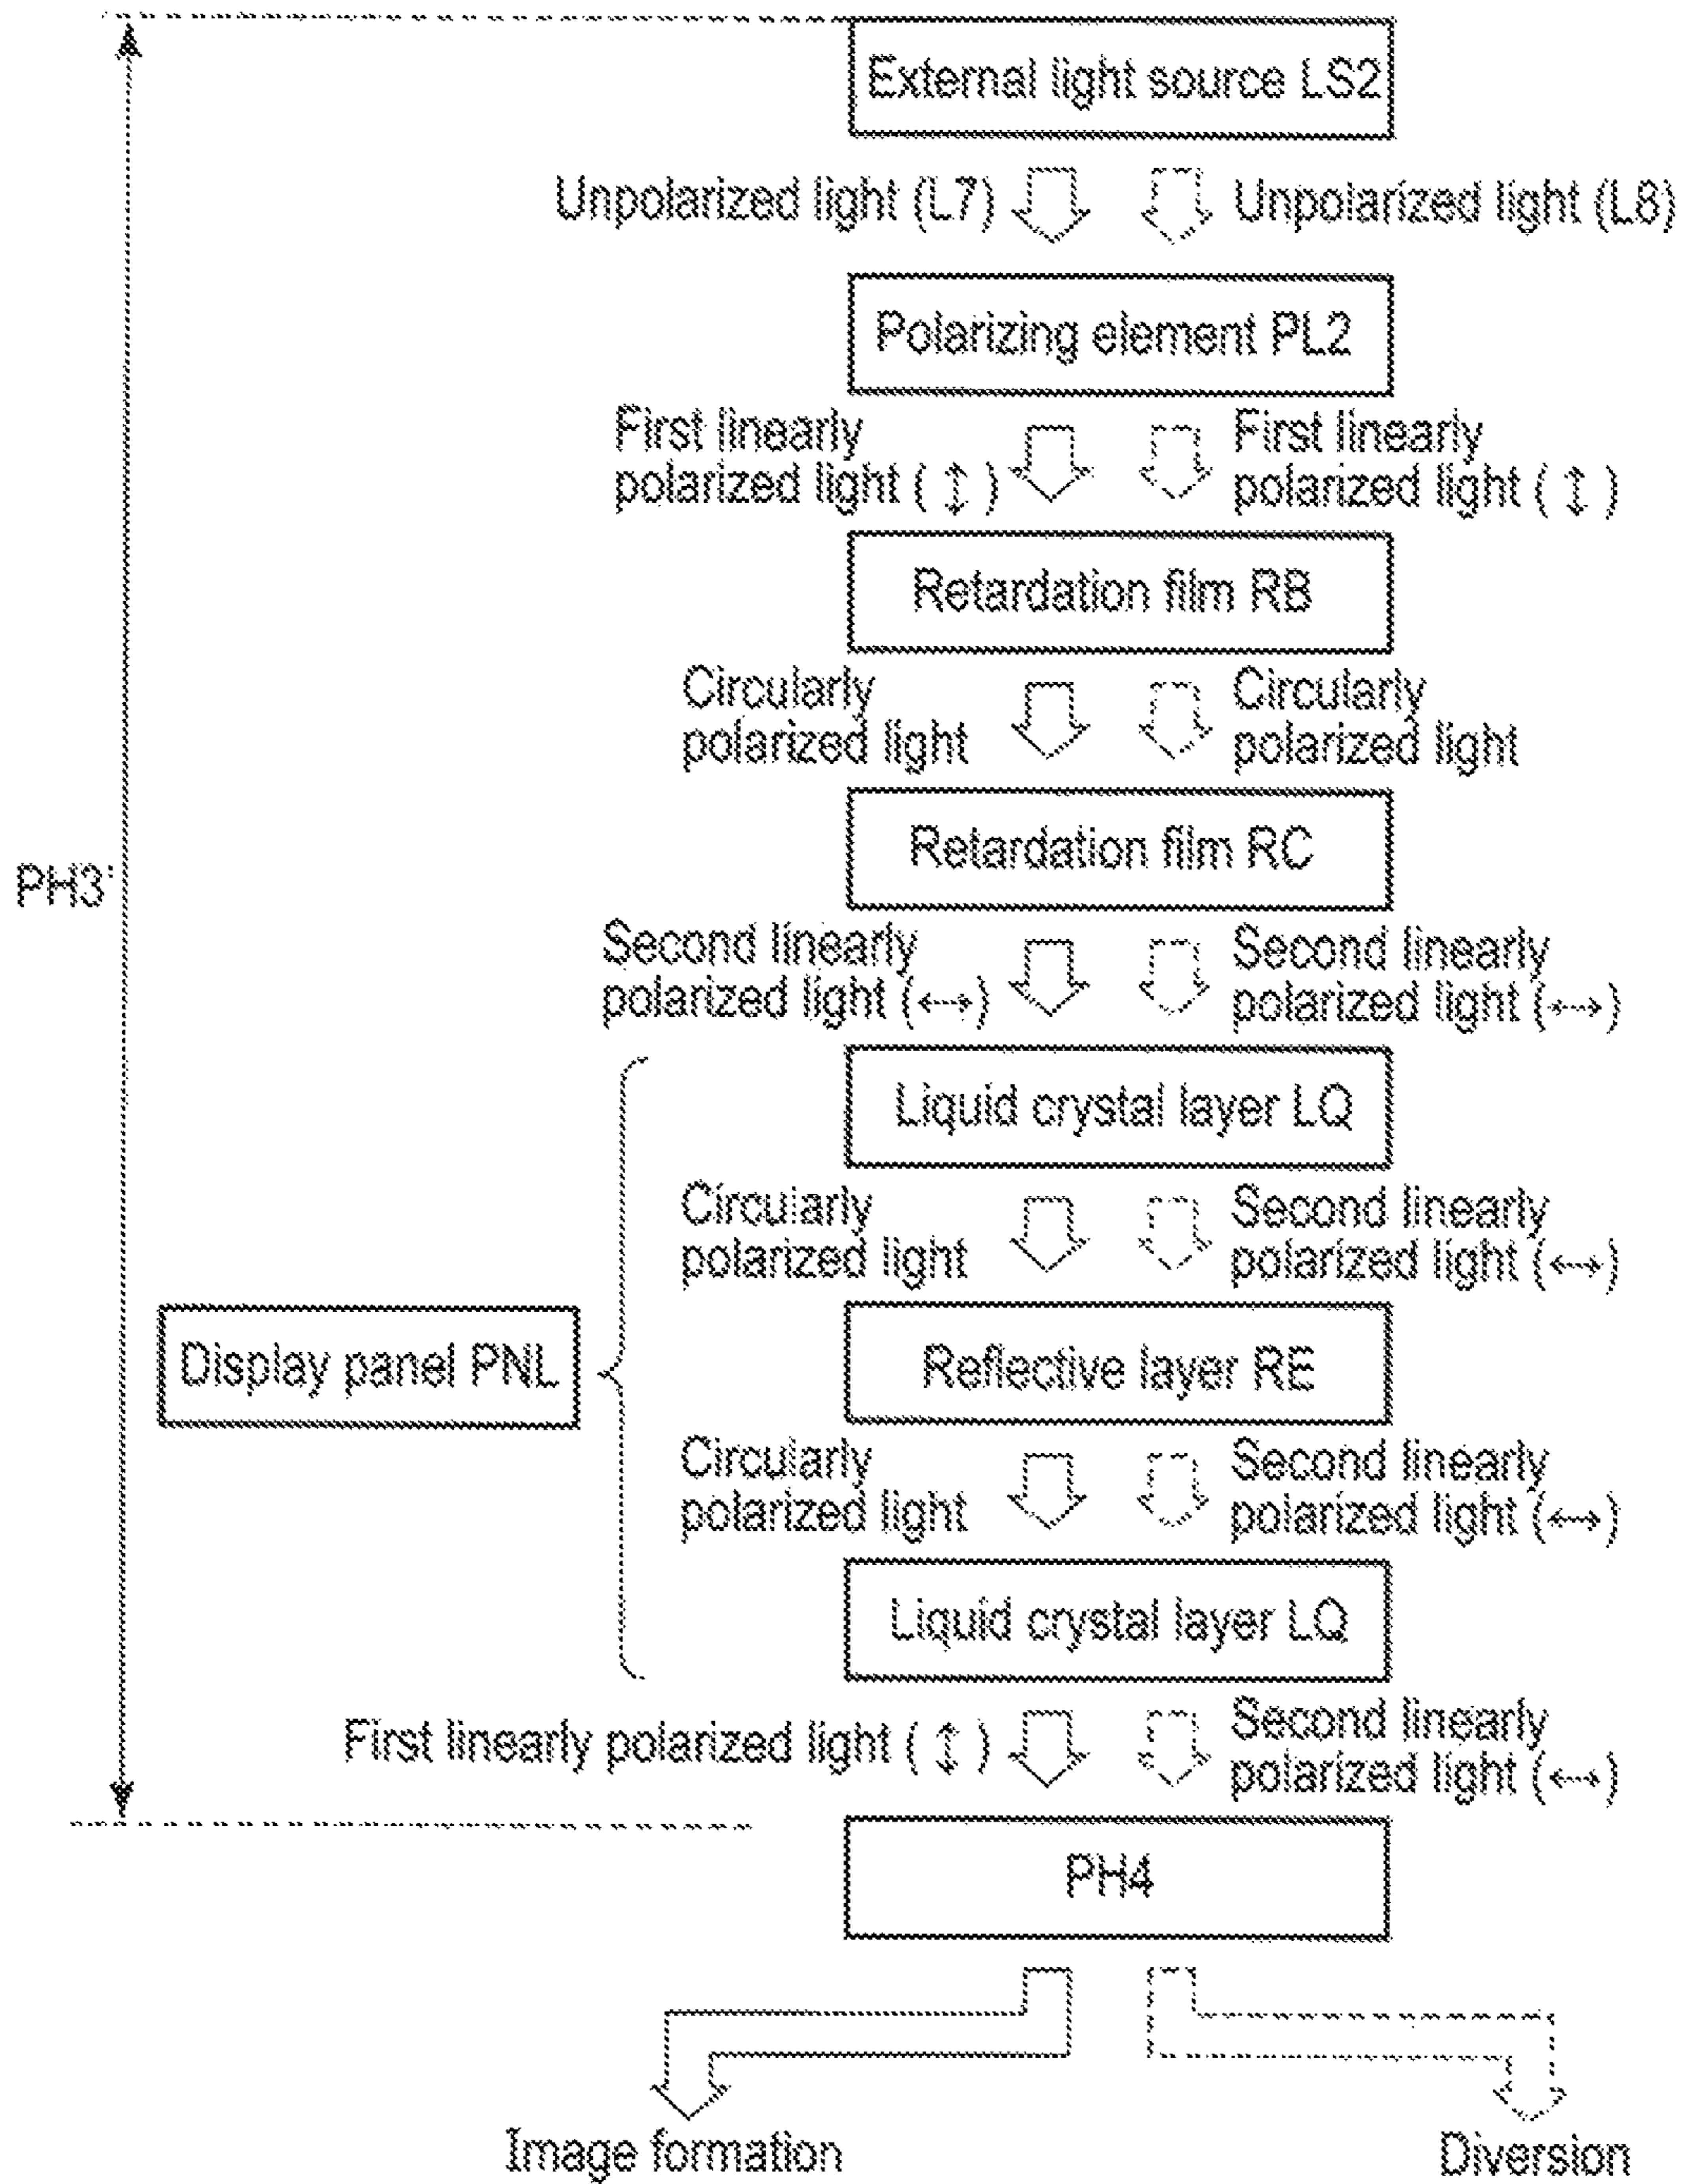 External light source LS2
Unpolarized light (L7)
Unpolarized light (L8)
Polarizing element PL2
First linearly
polarized light (↕)
First linearly
polarized light (↕)
Retardation film RB
Circularly
polarized light
Circularly
polarized light
Retardation film RC
PH3'
Second linearly
polarized light (↔)
Second linearly
polarized light (↔)
Liquid crystal layer LQ
Circularly
polarized light
Second linearly
polarized light (↔)
Display panel PNL
Reflective layer RE
Circularly
polarized light
Second linearly
polarized light (↔)
Liquid crystal layer LQ
First linearly polarized light (↕)
Second linearly
polarized light (↔)
PH4
Image formation
Diversion